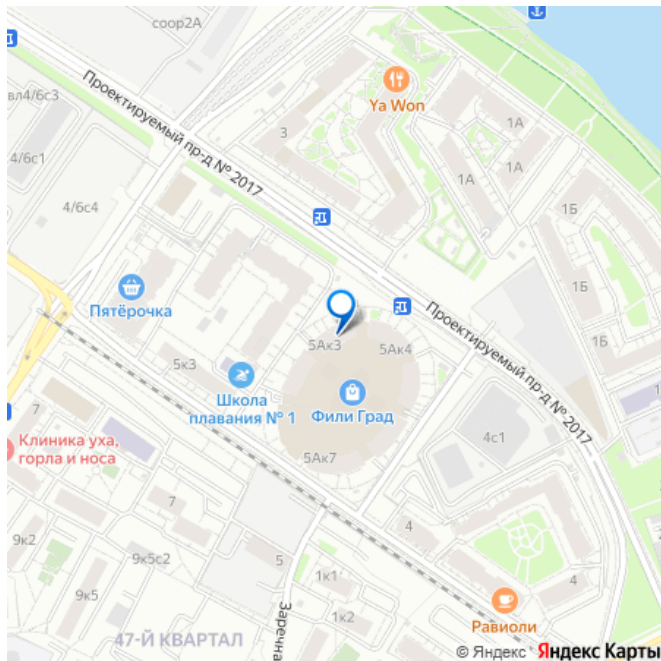 соор2А
вл4/6с3
Проектируемый пр-д № 2017
Ya Won
3
1А
1А
4/6с1
4/6с4
1Б
1Б
1Б
Пятёрочка
Проектируемый пр-д № 2017
5Ак3
5Ак4
5к3
Школа
плавания № 1
Фили Град
7
Клиника уха,
горла и носа
4с1
5Ак7
7
9к2
9к5с2
4
5
9к5
1к1
4
1к2
Заречна
Равиоли
47-Й КВАРТАЛ
© Яндекс Яндекс Карты